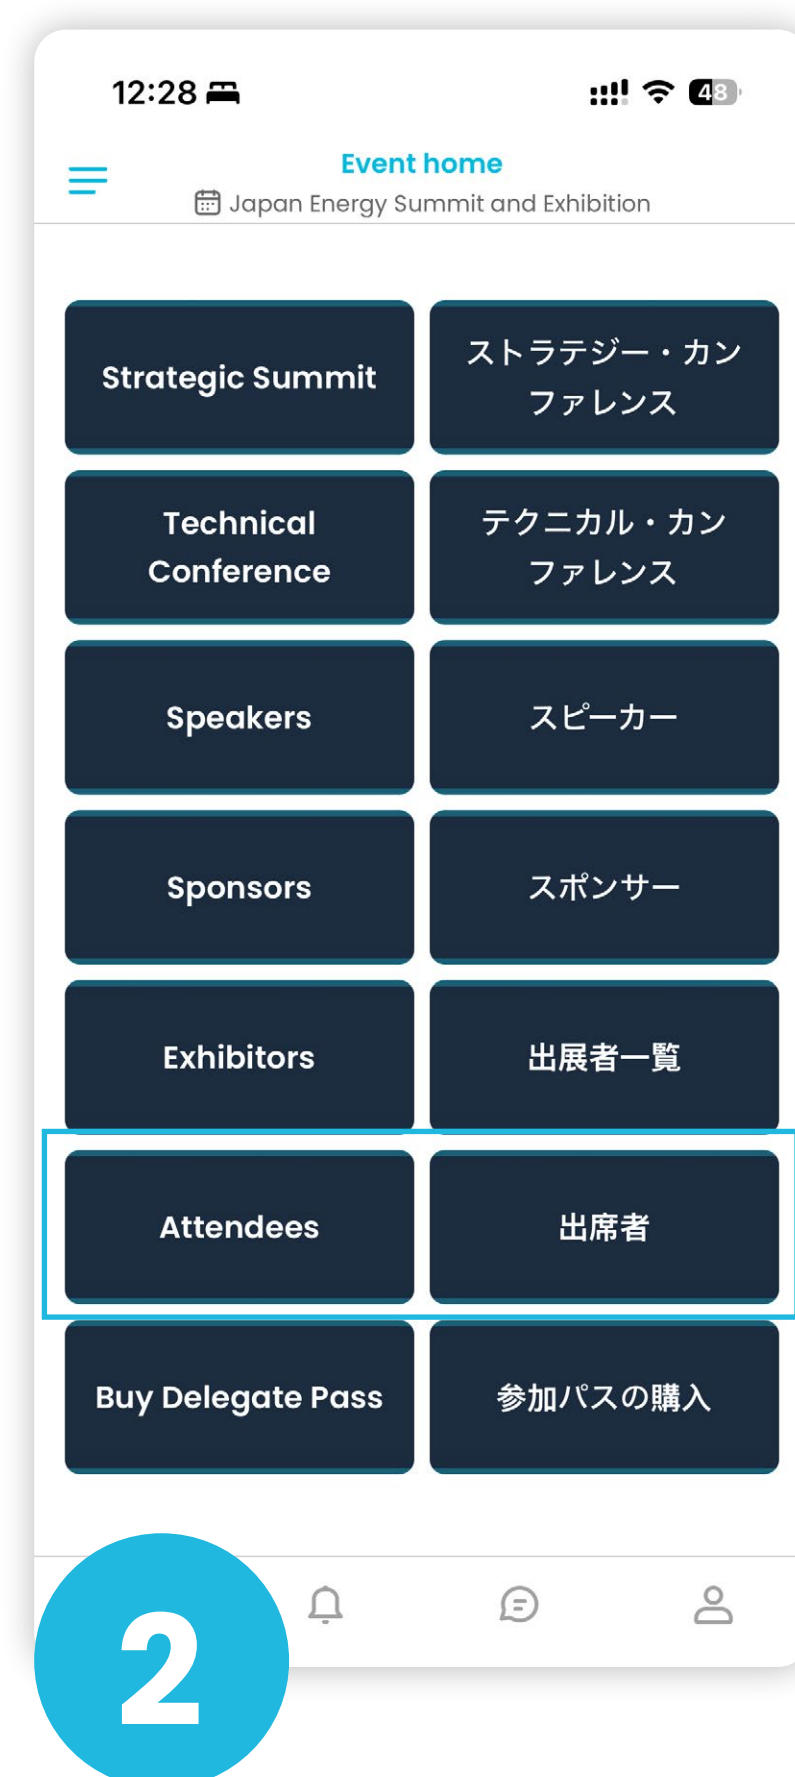 12:28
48
Event home
Japan Energy Summit and Exhibition
Strategic Summit
ストラテジー・カン
ファレンス
Technical
Conference
テクニカル・カン
ファレンス
Speakers
スピーカー
Sponsors
スポンサー
Exhibitors
出展者一覧
Attendees
出席者
Buy Delegate Pass
参加パスの購入
2